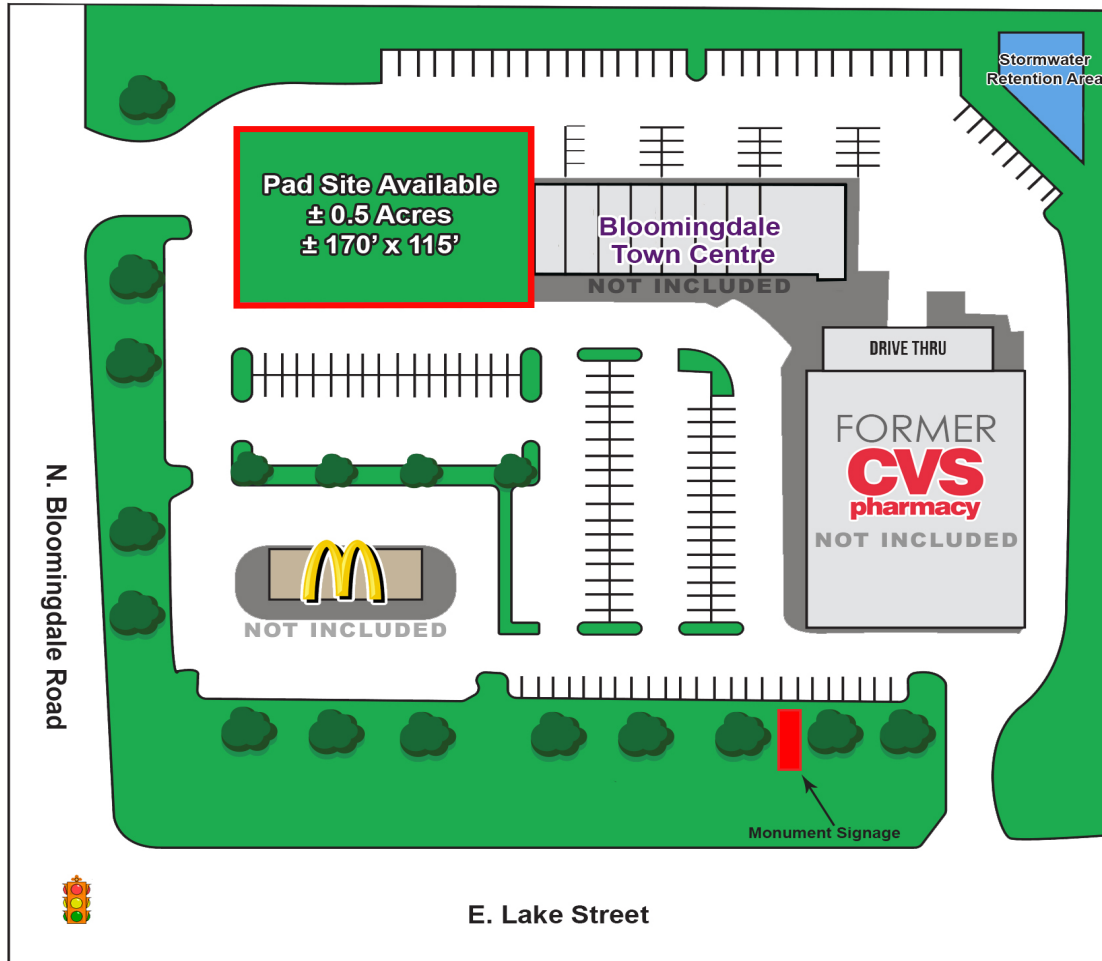 Stormwater
Retention Area
Pad Site Available
± 0.5 Acres
± 170’ x 115’
Bloomingdale
Town Centre
NOT INCLUDED
DRIVE THRU
FORMER
CVS
pharmacy
NOT INCLUDED
N. Bloomingdale Road
NOT INCLUDED
Monument Signage
E. Lake Street